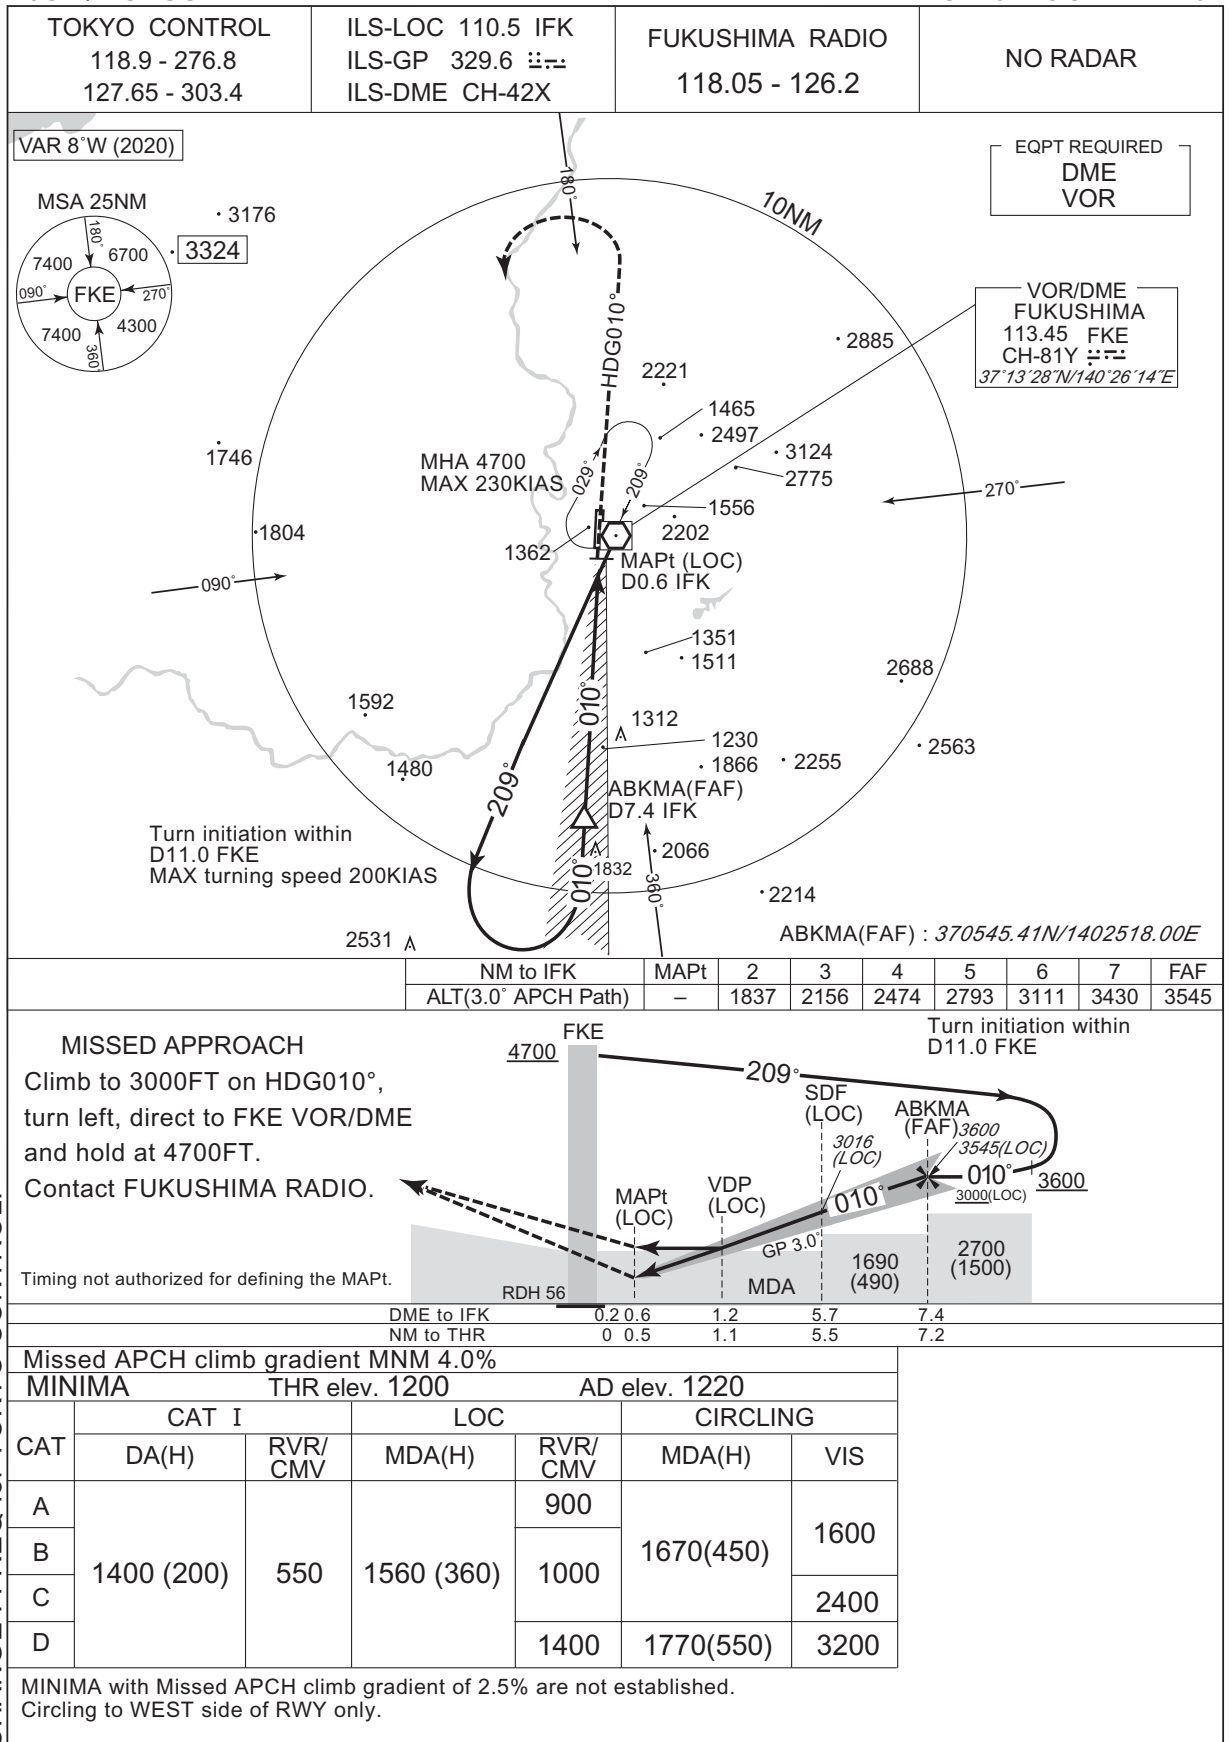 TOKYO CONTROL
118.9 - 276.8
127.65 - 303.4
ILS-LOC 110.5 IFK
ILS-GP 329.6
ILS-DME CH-42X
FUKUSHIMA RADIO
118.05 - 126.2
NO RADAR
VAR 8°W (2020)
EQPT REQUIRED
DME
VOR
MSA 25NM
180°
7400
6700
090°
FKE
270°
7400
4300
360°
3176
3324
180°
10NM
VOR/DME
FUKUSHIMA
113.45 FKE
CH-81Y
37°13′28″N/140°26′14″E
HDG010°
2885
2221
1465
2497
3124
2775
1746
MHA 4700
MAX 230KIAS
029°
209°
270°
1556
2202
1804
1362
MAPt (LOC)
D0.6 IFK
090°
1351
1511
2688
1592
010°
1312
1230
1866
2255
2563
1480
209°
ABKMA(FAF)
D7.4 IFK
Turn initiation within
D11.0 FKE
MAX turning speed 200KIAS
2066
010°
1832
360°
2214
2531
ABKMA(FAF) : 370545.41N/1402518.00E
NM to IFK MAPt 2 3 4 5 6 7 FAF
ALT(3.0° APCH Path) – 1837 2156 2474 2793 3111 3430 3545
MISSED APPROACH
Climb to 3000FT on HDG010°,
turn left, direct to FKE VOR/DME
and hold at 4700FT.
Contact FUKUSHIMA RADIO.
Timing not authorized for defining the MAPt.
FKE
4700
209°
Turn initiation within
D11.0 FKE
SDF
(LOC)
ABKMA
(FAF)
3600
3545(LOC)
3016
(LOC)
010°
3600
3000(LOC)
MAPt
(LOC)
VDP
(LOC)
010°
GP 3.0°
RDH 56
MDA
1690
(490)
2700
(1500)
DME to IFK 0.2 0.6 1.2 5.7 7.4
NM to THR 0 0.5 1.1 5.5 7.2
Missed APCH climb gradient MNM 4.0%
MINIMA THR elev. 1200 AD elev. 1220
CAT
CAT I
LOC
CIRCLING
DA(H)
RVR/
CMV
MDA(H)
RVR/
CMV
MDA(H)
VIS
A
B
C
D
1400 (200)
550
1560 (360)
900
1000
1400
1670(450)
1770(550)
1600
2400
3200
MINIMA with Missed APCH climb gradient of 2.5% are not established.
Circling to WEST side of RWY only.